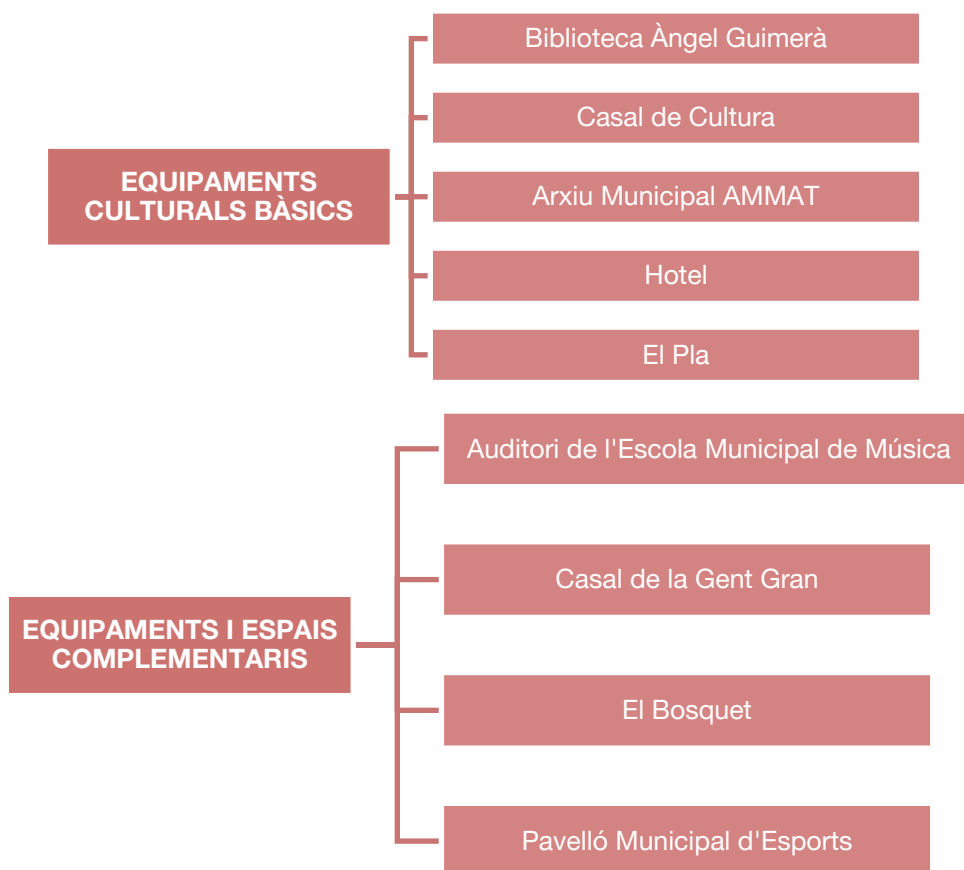 EQUIPAMENTS
CULTURALS BÀSICS
Biblioteca Àngel Guimerà
Casal de Cultura
Arxiu Municipal AMMAT
Hotel
El Pla
EQUIPAMENTS I ESPAIS
COMPLEMENTARIS
Auditori de l'Escola Municipal de Música
Casal de la Gent Gran
El Bosquet
Pavelló Municipal d'Esports